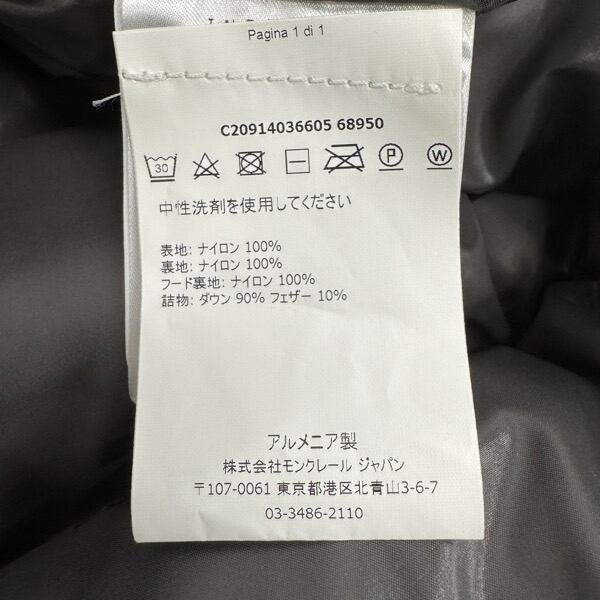 Pagina 1 di 1
C20914036605 68950
30
P
W
中性洗剤を使用してください
表地: ナイロン 100%
裏地: ナイロン 100%
フード裏地: ナイロン 100%
詰物: ダウン 90% フェザー 10%
アルメニア製
株式会社モンクレール ジャパン
〒107-0061 東京都港区北青山3-6-7
03-3486-2110